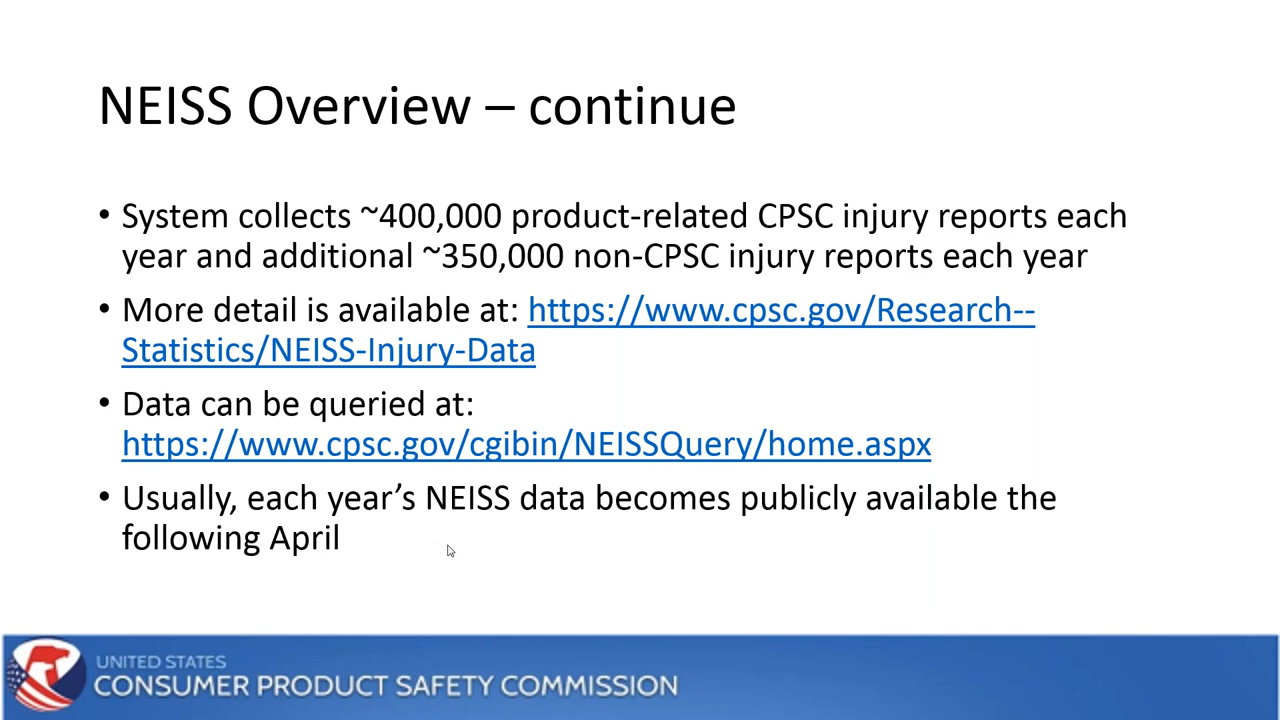 NEISS Overview – continue
• System collects ~400,000 product-related CPSC injury reports each
year and additional ~350,000 non-CPSC injury reports each year
• More detail is available at: https://www.cpsc.gov/Research--
Statistics/NEISS-Injury-Data
• Data can be queried at:
https://www.cpsc.gov/cgibin/NEISSQuery/home.aspx
• Usually, each year’s NEISS data becomes publicly available the
following April
UNITED STATES
CONSUMER PRODUCT SAFETY COMMISSION